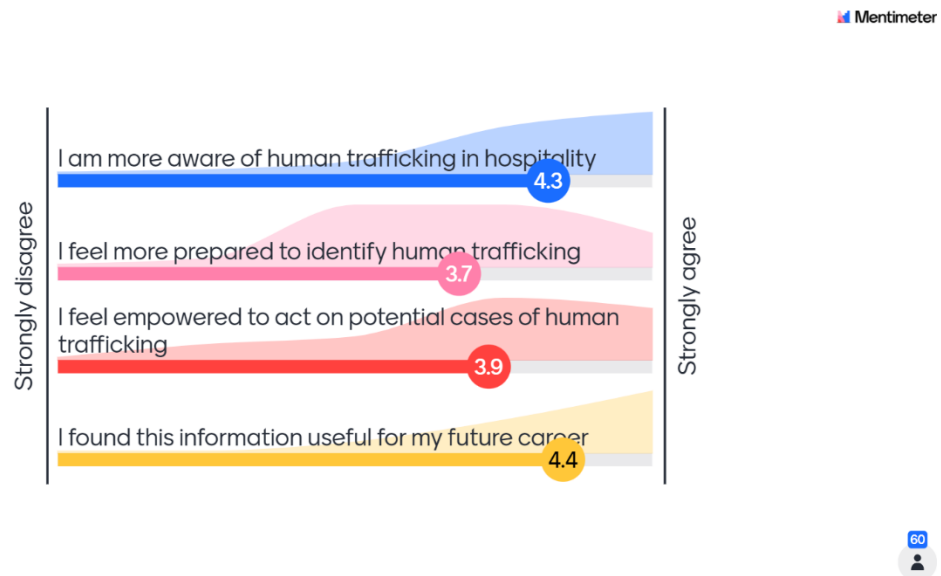 Mentimeter
Strongly disagree
I am more aware of human trafficking in hospitality
4.3
I feel more prepared to identify human trafficking
3.7
I feel empowered to act on potential cases of human
trafficking
3.9
I found this information useful for my future career
4.4
Strongly agree
60